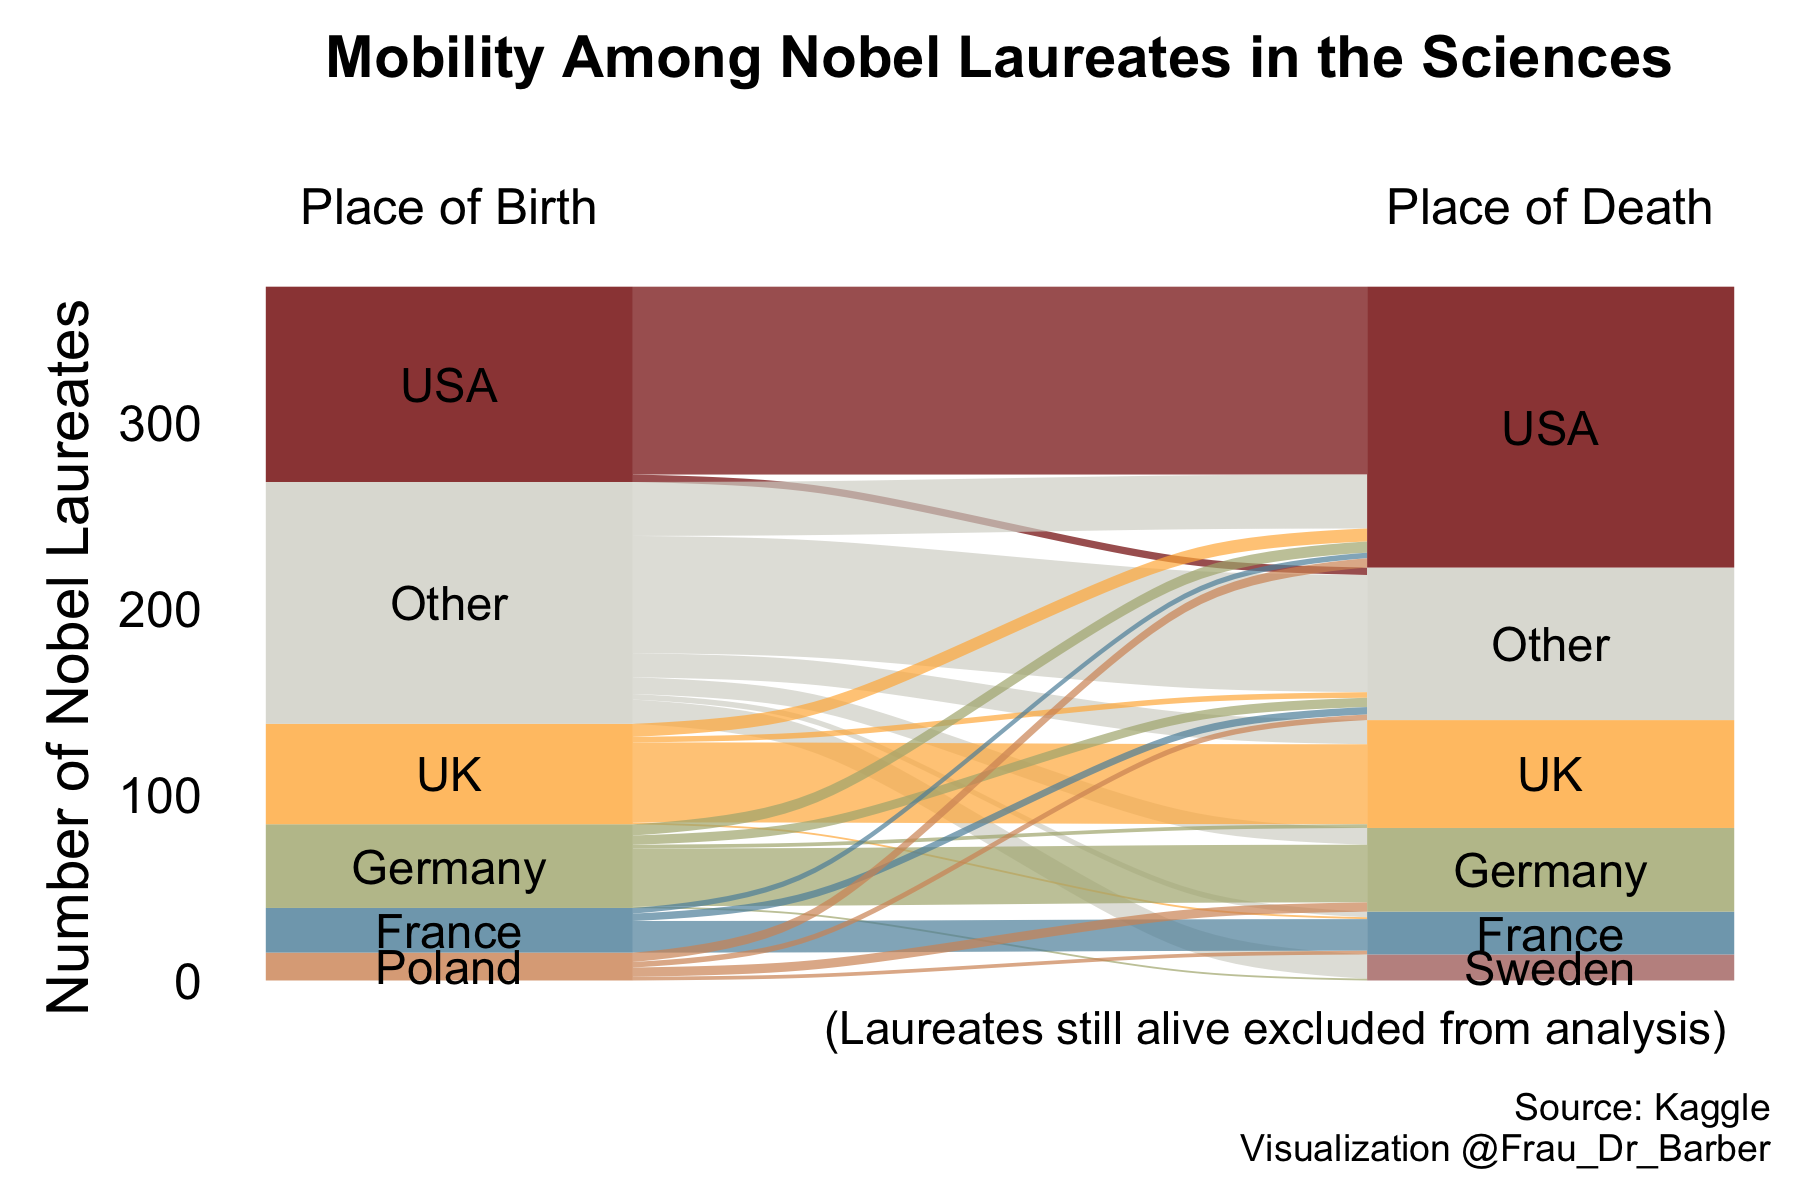 Mobility Among Nobel Laureates in the Sciences
Place of Birth
Place of Death
Number of Nobel Laureates
300
200
100
0
USA
Other
UK
Germany
France
Poland
USA
Other
UK
Germany
France
Sweden
(Laureates still alive excluded from analysis)
Source: Kaggle
Visualization @Frau_Dr_Barber